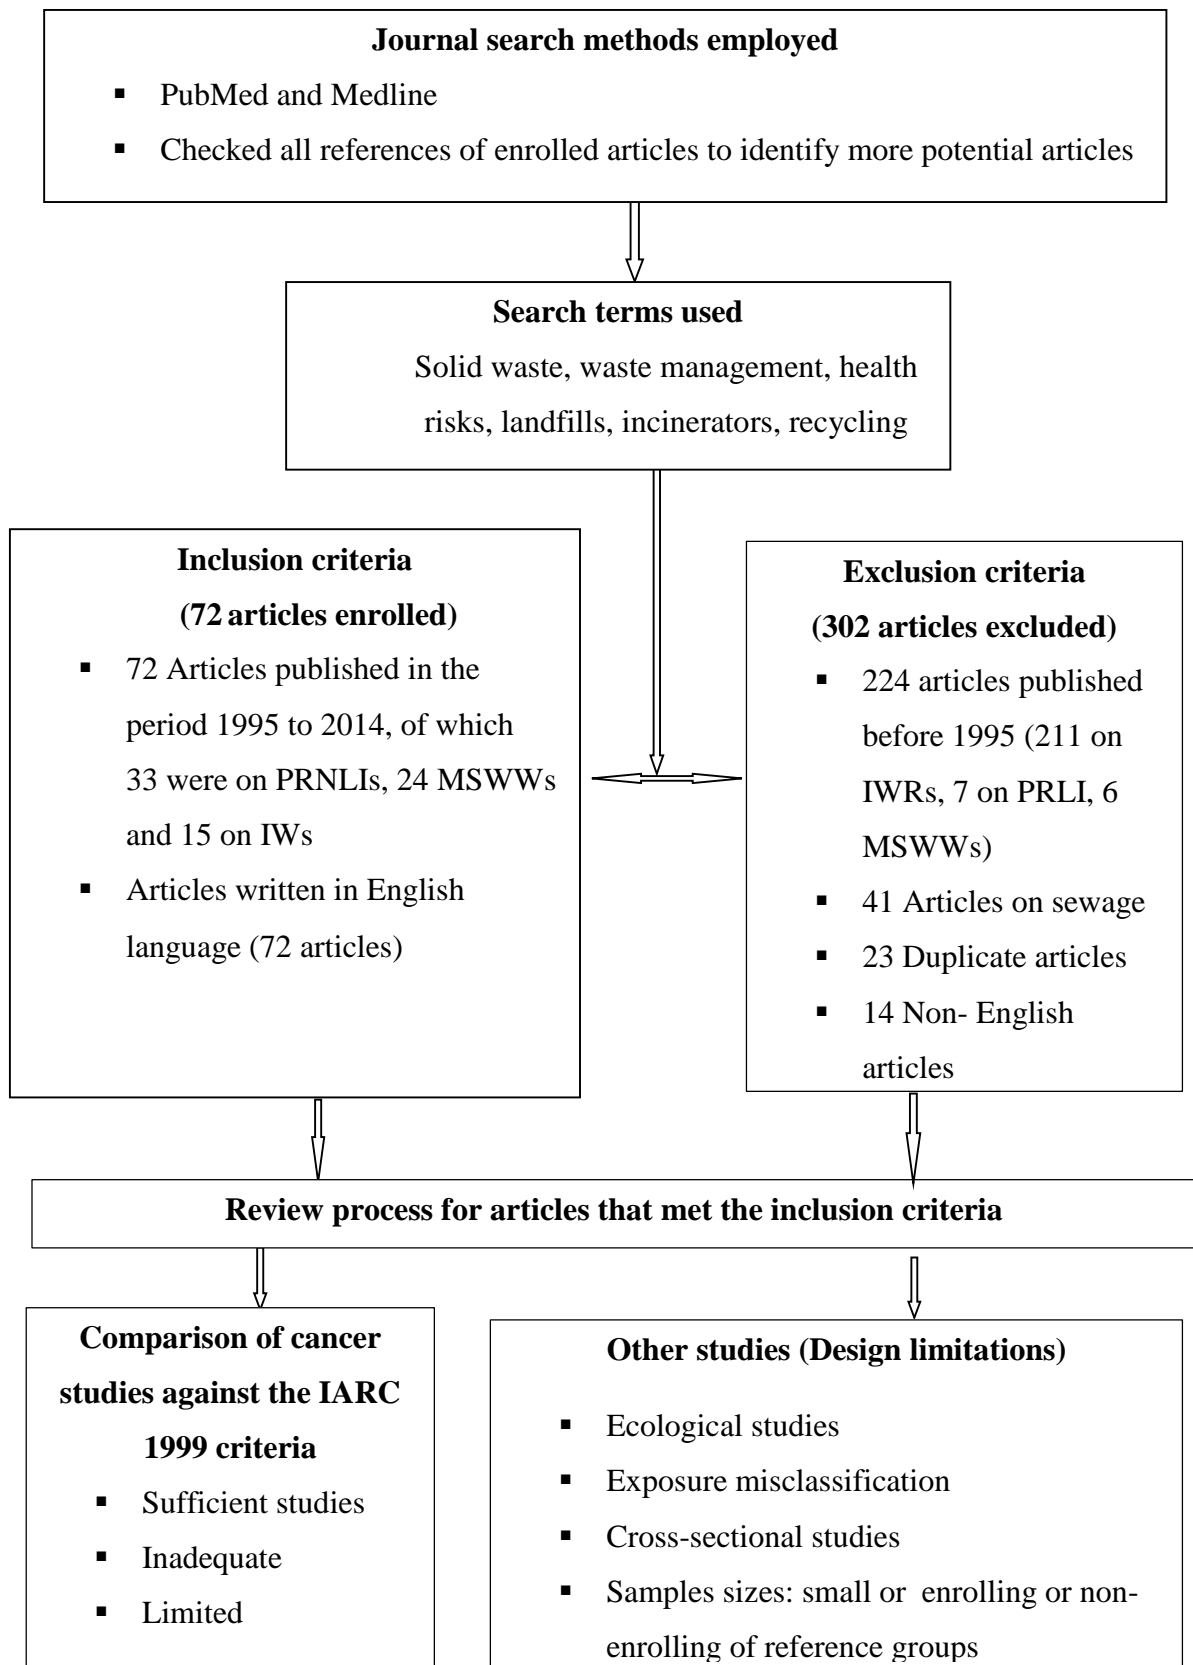 Journal search methods employed
▪ PubMed and Medline
▪ Checked all references of enrolled articles to identify more potential articles
Search terms used
Solid waste, waste management, health
risks, landfills, incinerators, recycling
Inclusion criteria
(72 articles enrolled)
▪ 72 Articles published in the
period 1995 to 2014, of which
33 were on PRNLIs, 24 MSWWs
and 15 on IWs
▪ Articles written in English
language (72 articles)
Exclusion criteria
(302 articles excluded)
▪ 224 articles published
before 1995 (211 on
IWRs, 7 on PRLI, 6
MSWWs)
▪ 41 Articles on sewage
▪ 23 Duplicate articles
▪ 14 Non- English
articles
Review process for articles that met the inclusion criteria
Comparison of cancer
studies against the IARC
1999 criteria
▪ Sufficient studies
▪ Inadequate
▪ Limited
Other studies (Design limitations)
▪ Ecological studies
▪ Exposure misclassification
▪ Cross-sectional studies
▪ Samples sizes: small or enrolling or non-
enrolling of reference groups